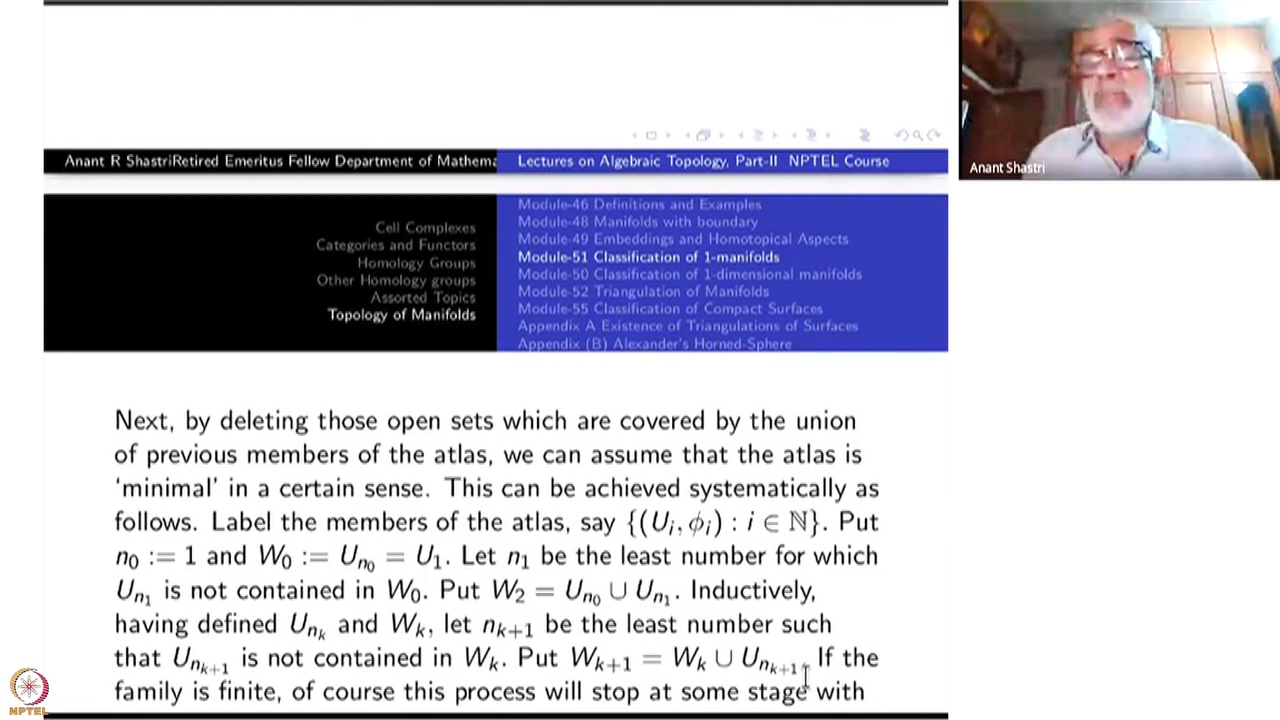 Anant R ShastriRetired Emeritus Fellow Department of Mathema
Lectures on Algebraic Topology, Part-II NPTEL Course
Cell Complexes
Categories and Functors
Homology Groups
Other Homology groups
Assorted Topics
Topology of Manifolds
Module-46 Definitions and Examples
Module-48 Manifolds with boundary
Module-49 Embeddings and Homotopical Aspects
Module-51 Classification of 1-manifolds
Module-50 Classification of 1-dimensional manifolds
Module-52 Triangulation of Manifolds
Module-55 Classification of Compact Surfaces
Appendix A Existence of Triangulations of Surfaces
Appendix (B) Alexander's Horned-Sphere
Next, by deleting those open sets which are covered by the union
of previous members of the atlas, we can assume that the atlas is
‘minimal’ in a certain sense. This can be achieved systematically as
follows. Label the members of the atlas, say {(U_i, ϕ_i) : i ∈ ℕ}. Put
n_0 := 1 and W_0 := U_{n_0} = U_1. Let n_1 be the least number for which
U_{n_1} is not contained in W_0. Put W_2 = U_{n_0} ∪ U_{n_1}. Inductively,
having defined U_{n_k} and W_k, let n_{k+1} be the least number such
that U_{n_{k+1}} is not contained in W_k. Put W_{k+1} = W_k ∪ U_{n_{k+1}}. If the
family is finite, of course this process will stop at some stage with
Anant Shastri
NPTEL